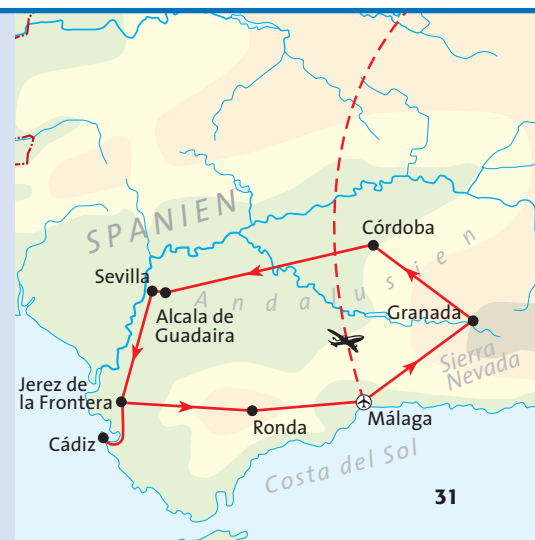 SPANIEN
Córdoba
Andalusien
Sevilla
Alcala de
Guadaira
Granada
Sierra
Nevada
Jerez de
la Frontera
Cádiz
Ronda
Málaga
Costa del Sol
31